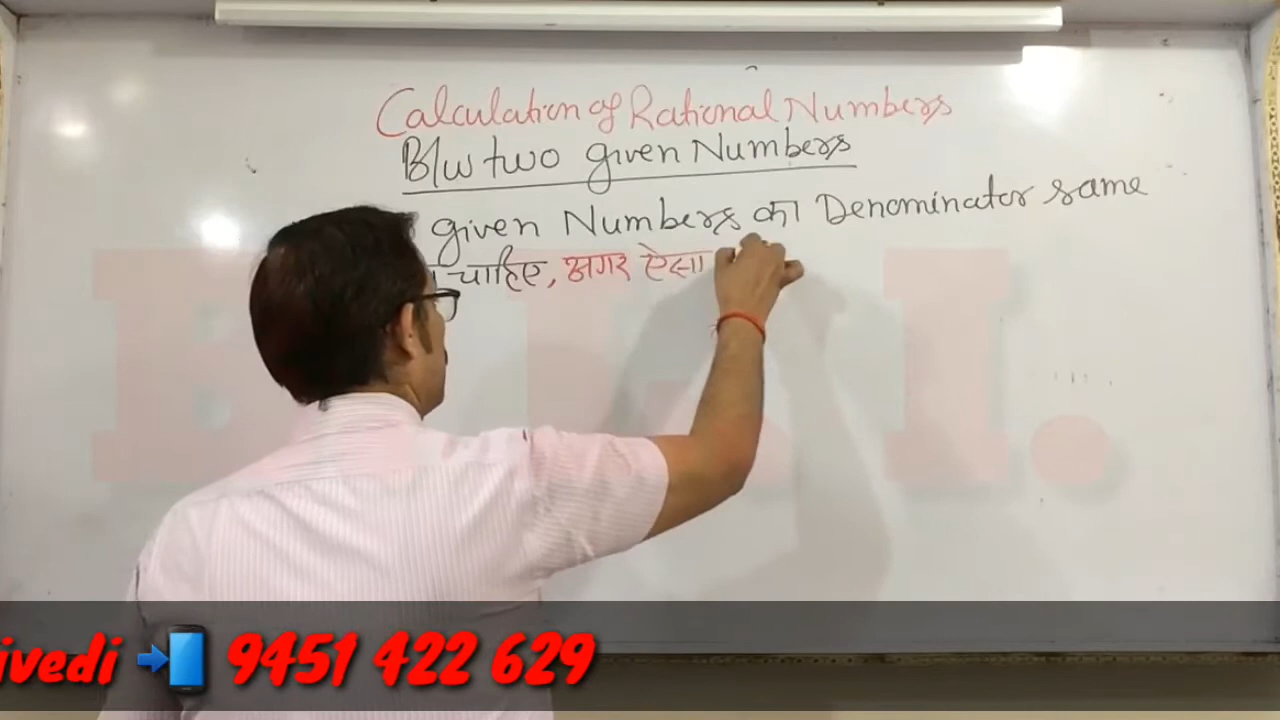 Calculation of Rational Numbers
B/w two given Numbers
given Numbers का Denominator same
चाहिए, अगर ऐसा
ivedi 9451 422 629